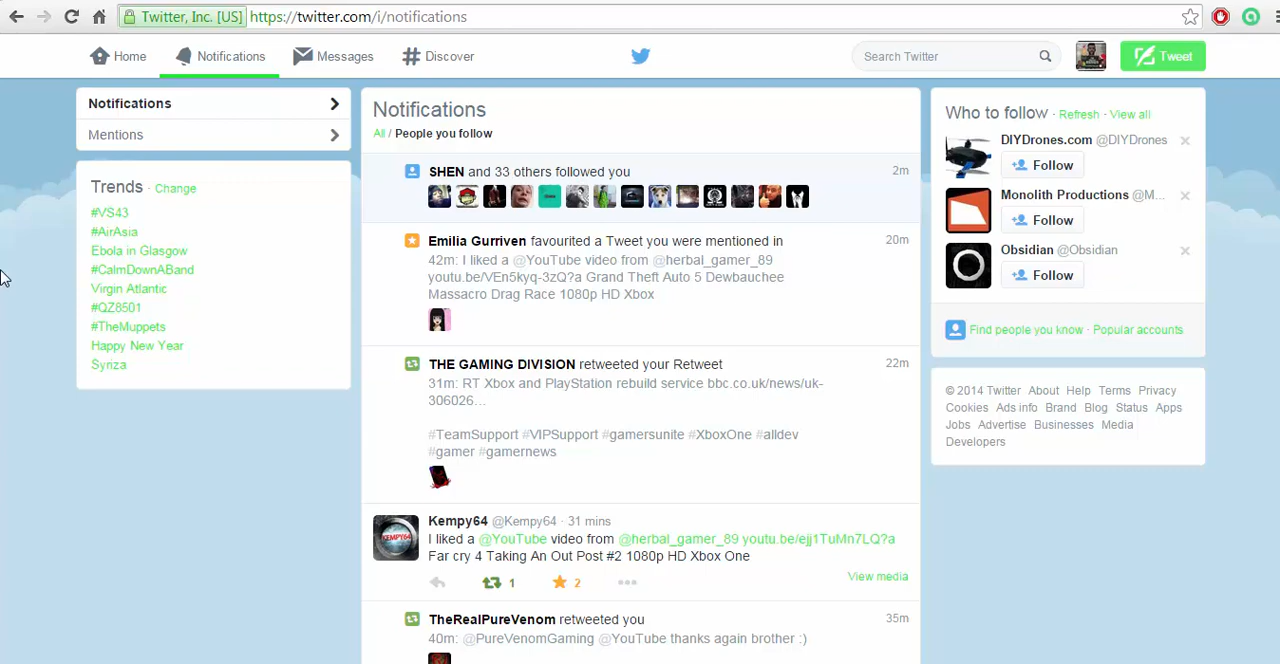 Twitter, Inc. [US] https://twitter.com/i/notifications
Home Notifications Messages Discover Search Twitter Tweet
Notifications
Mentions
Trends · Change
#VS43
#AirAsia
Ebola in Glasgow
#CalmDownABand
Virgin Atlantic
#QZ8501
#TheMuppets
Happy New Year
Syriza
Notifications
All / People you follow
SHEN and 33 others followed you 2m
Emilia Gurriven favourited a Tweet you were mentioned in 20m
42m: I liked a @YouTube video from @herbal_gamer_89
youtu.be/VEn5kyq-3zQ?a Grand Theft Auto 5 Dewbauchee
Massacro Drag Race 1080p HD Xbox
THE GAMING DIVISION retweeted your Retweet 22m
31m: RT Xbox and PlayStation rebuild service bbc.co.uk/news/uk-
306026...
#TeamSupport #VIPSupport #gamersunite #XboxOne #alldev
#gamer #gamernews
KEMPY64
Kempy64 @Kempy64 · 31 mins
I liked a @YouTube video from @herbal_gamer_89 youtu.be/ejj1TuMn7LQ?a
Far cry 4 Taking An Out Post #2 1080p HD Xbox One
1 2 View media
TheRealPureVenom retweeted you 35m
40m: @PureVenomGaming @YouTube thanks again brother :)
Who to follow · Refresh · View all
DIYDrones.com @DIYDrones
Follow
Monolith Productions @M...
Follow
Obsidian @Obsidian
Follow
Find people you know · Popular accounts
© 2014 Twitter About Help Terms Privacy
Cookies Ads info Brand Blog Status Apps
Jobs Advertise Businesses Media
Developers